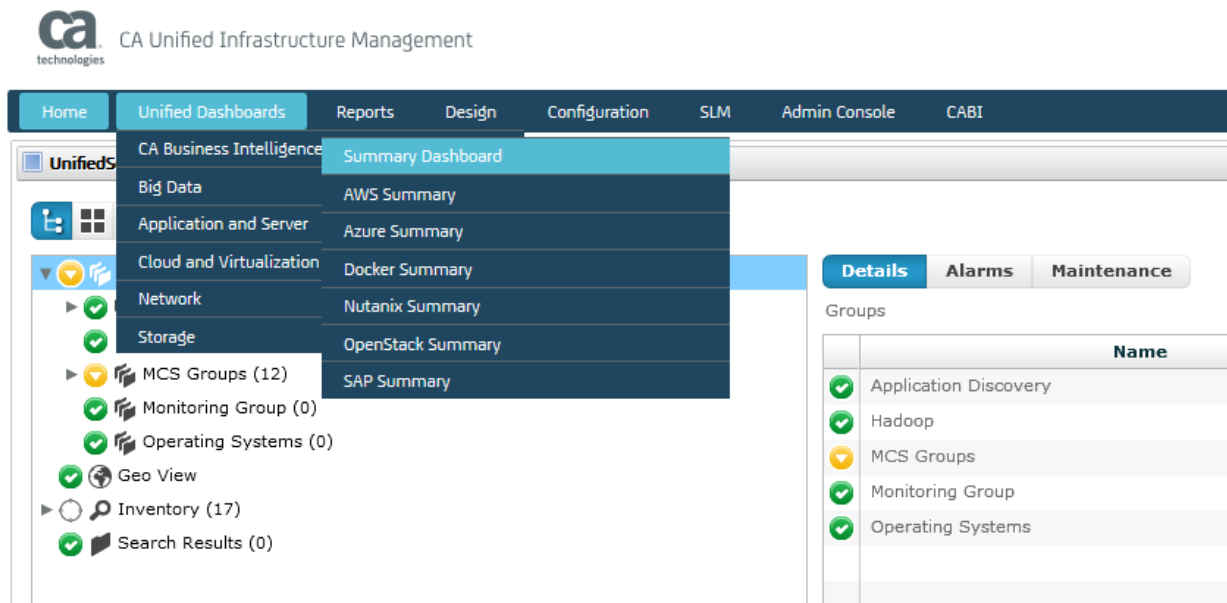 ca
technologies
CA Unified Infrastructure Management
Home Unified Dashboards Reports Design Configuration SLM Admin Console CABI
CA Business Intelligence
Big Data
Application and Server
Cloud and Virtualization
Network
Storage
Summary Dashboard
AWS Summary
Azure Summary
Docker Summary
Nutanix Summary
OpenStack Summary
SAP Summary
MCS Groups (12)
Monitoring Group (0)
Operating Systems (0)
Geo View
Inventory (17)
Search Results (0)
Details Alarms Maintenance
Groups
Name
Application Discovery
Hadoop
MCS Groups
Monitoring Group
Operating Systems